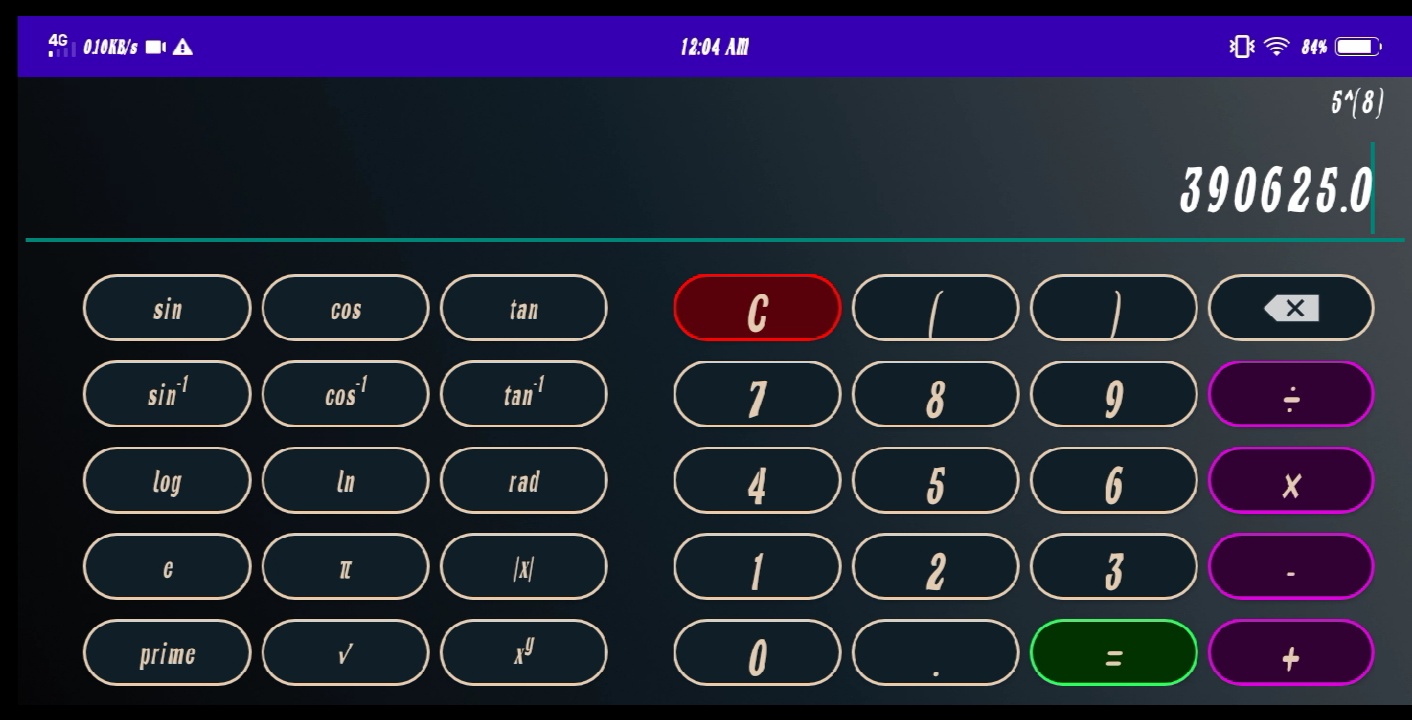 4G 0.10KB/s 12:04 AM 84%
5^(8)
390625.0
sin cos tan C ( )
sin-1 cos-1 tan-1 7 8 9 ÷
log ln rad 4 5 6 ×
e π |x| 1 2 3 -
prime √ xy 0 . = +